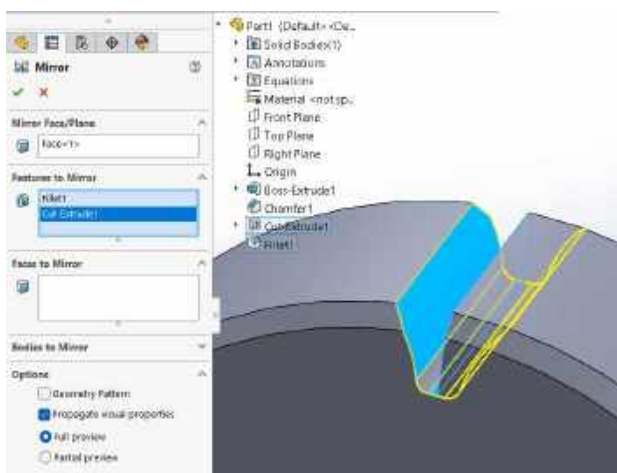 Mirror
Mirror Face/Plane
Face<1>
Features to Mirror
Fillet1
Cut-Extrude1
Faces to Mirror
Bodies to Mirror
Options
Geometry Pattern
Propagate visual properties
Full preview
Partial preview
Part1 (Default<<De...
Solid Bodies(1)
Annotations
Equations
Material <not sp...
Front Plane
Top Plane
Right Plane
Origin
Boss-Extrude1
Chamfer1
Cut-Extrude1
Fillet1